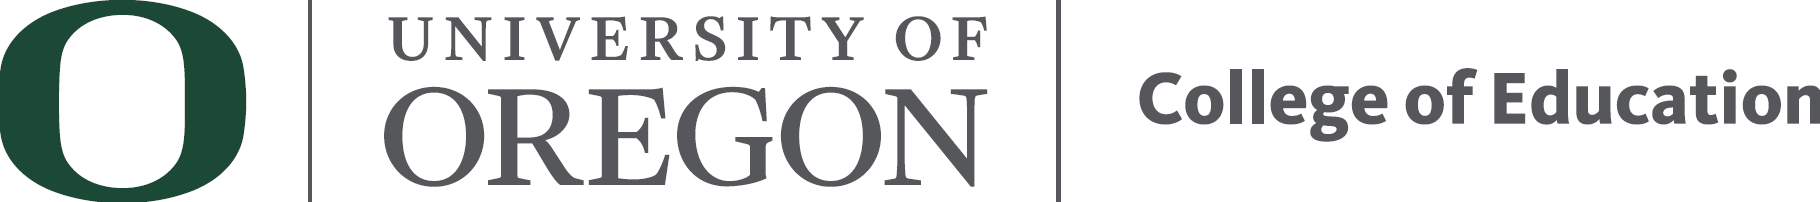 O
UNIVERSITY OF
OREGON
College of Education